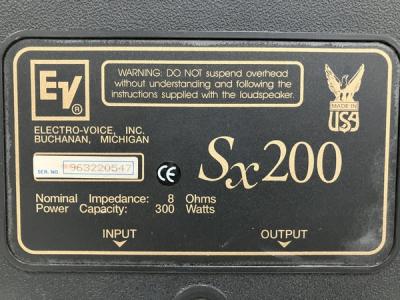 EV®
WARNING: DO NOT suspend overhead
without understanding and following the
instructions supplied with the loudspeaker.
MADE IN
USA
ELECTRO-VOICE, INC.
BUCHANAN, MICHIGAN
SER. NO. *963220547
CE
Sx200
Nominal Impedance: 8 Ohms
Power Capacity: 300 Watts
INPUT OUTPUT